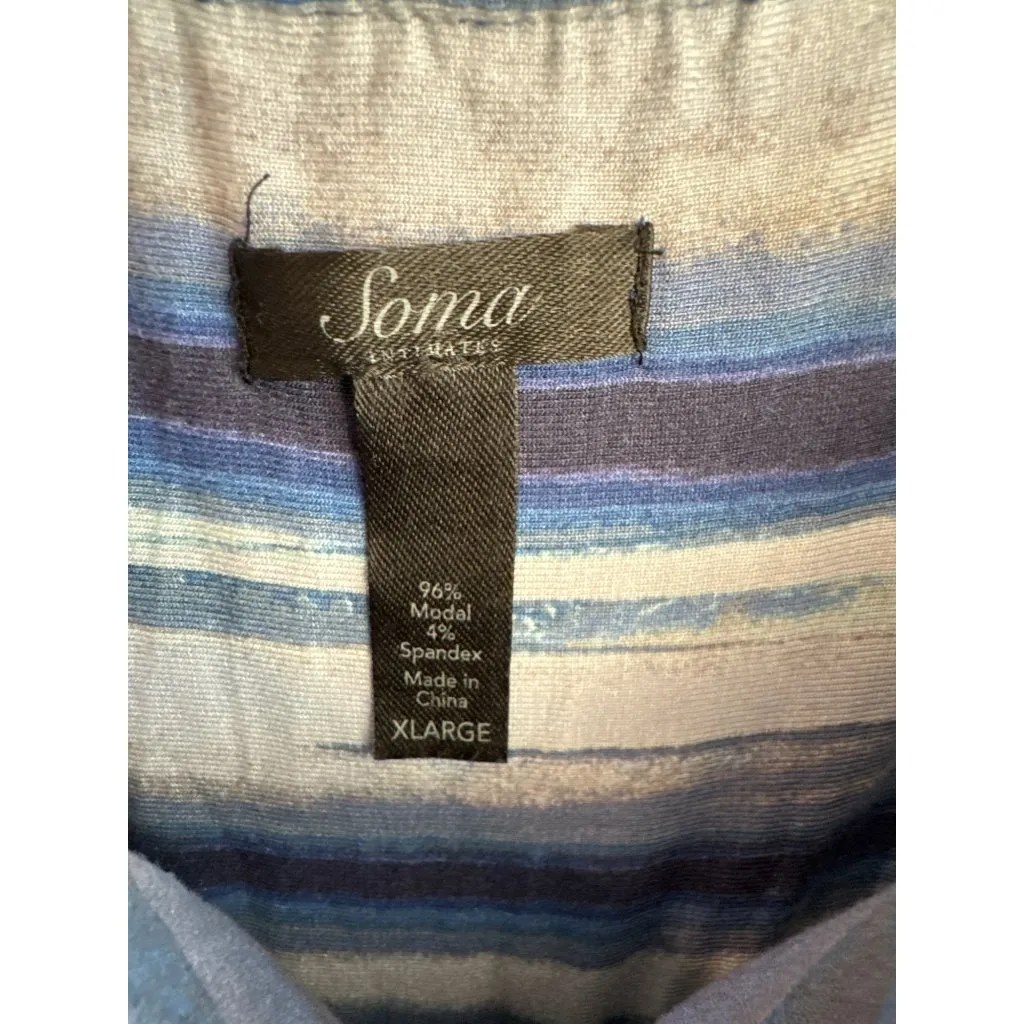 Soma
INTIMATES
96%
Modal
4%
Spandex
Made in
China
XLARGE